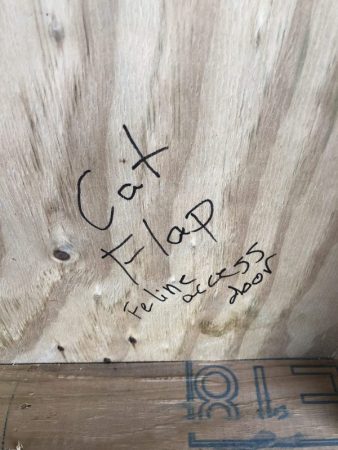 Cat
Flap
Feline
access
door